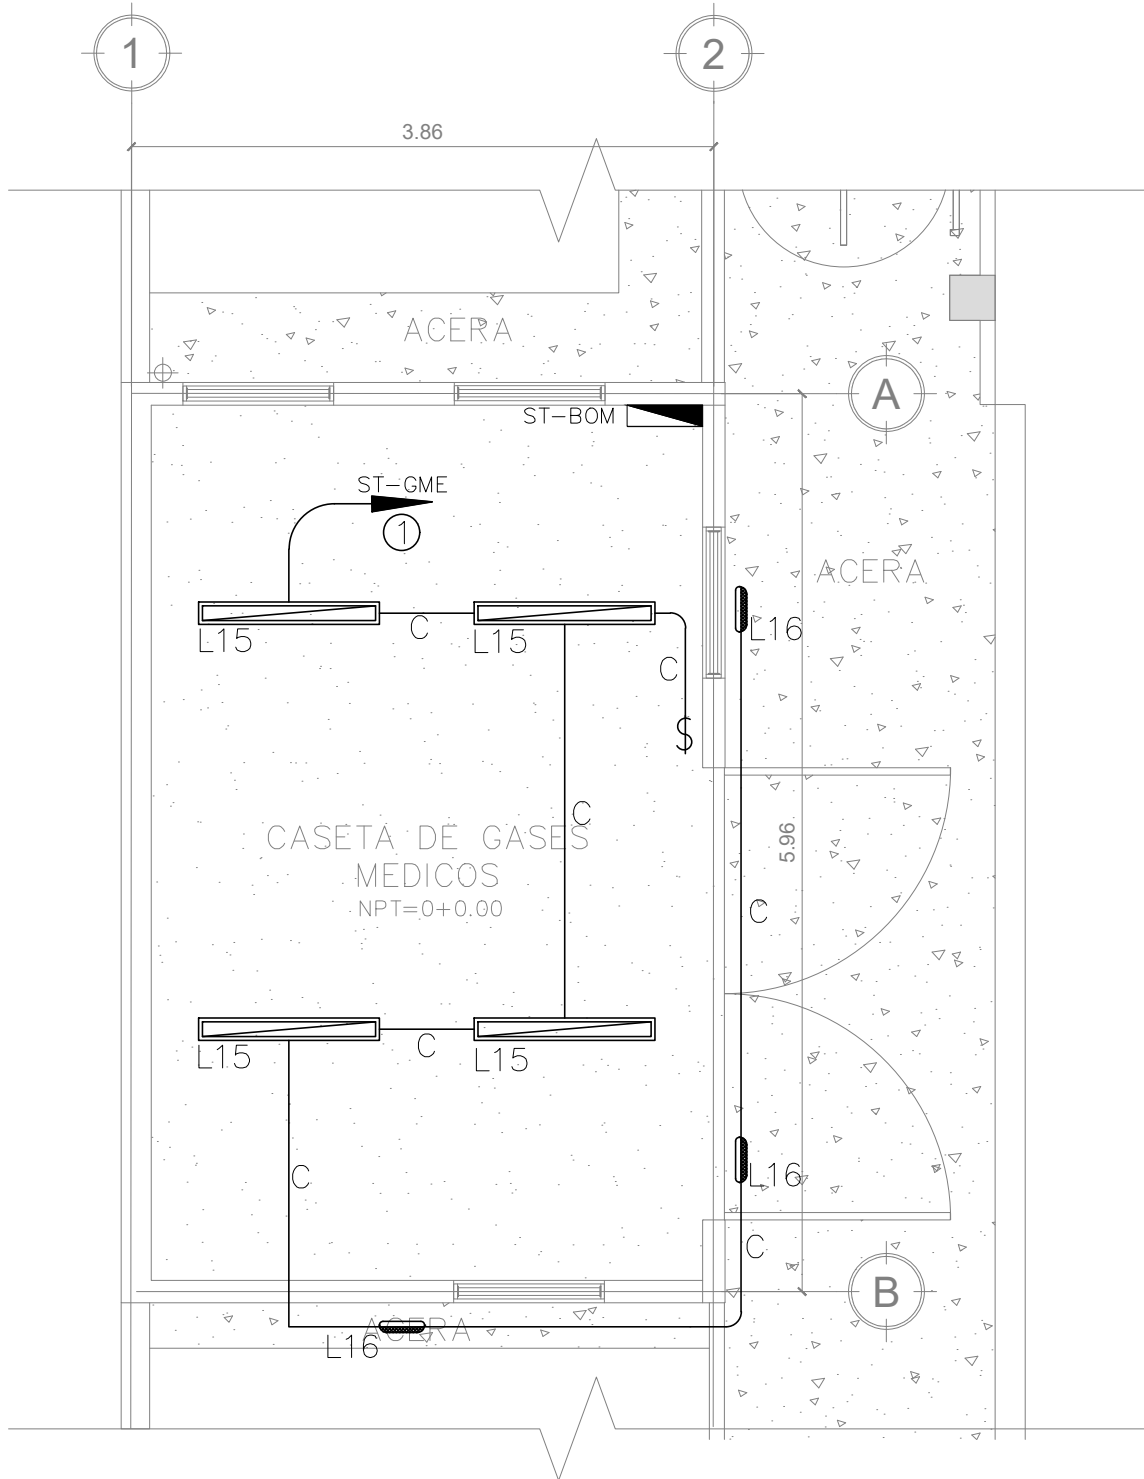 1
2
3.86
ACERA
A
ST-BOM
ST-GME
1
ACERA
L15
C
L15
L16
C
$
C
5.96
CASETA DE GASES
MEDICOS
NPT=0+0.00
C
L15
C
L15
C
L16
C
B
ACERA
L16